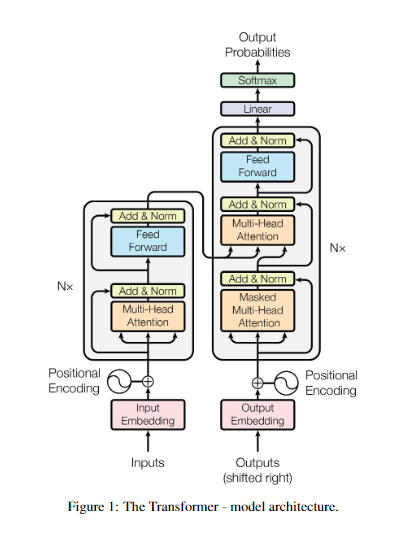 Output
Probabilities
Softmax
Linear
Add & Norm
Feed
Forward
Add & Norm
Multi-Head
Attention
N×
Add & Norm
Masked
Multi-Head
Attention
Add & Norm
Feed
Forward
N×
Add & Norm
Multi-Head
Attention
Positional
Encoding
Positional
Encoding
Input
Embedding
Output
Embedding
Inputs
Outputs
(shifted right)
Figure 1: The Transformer - model architecture.